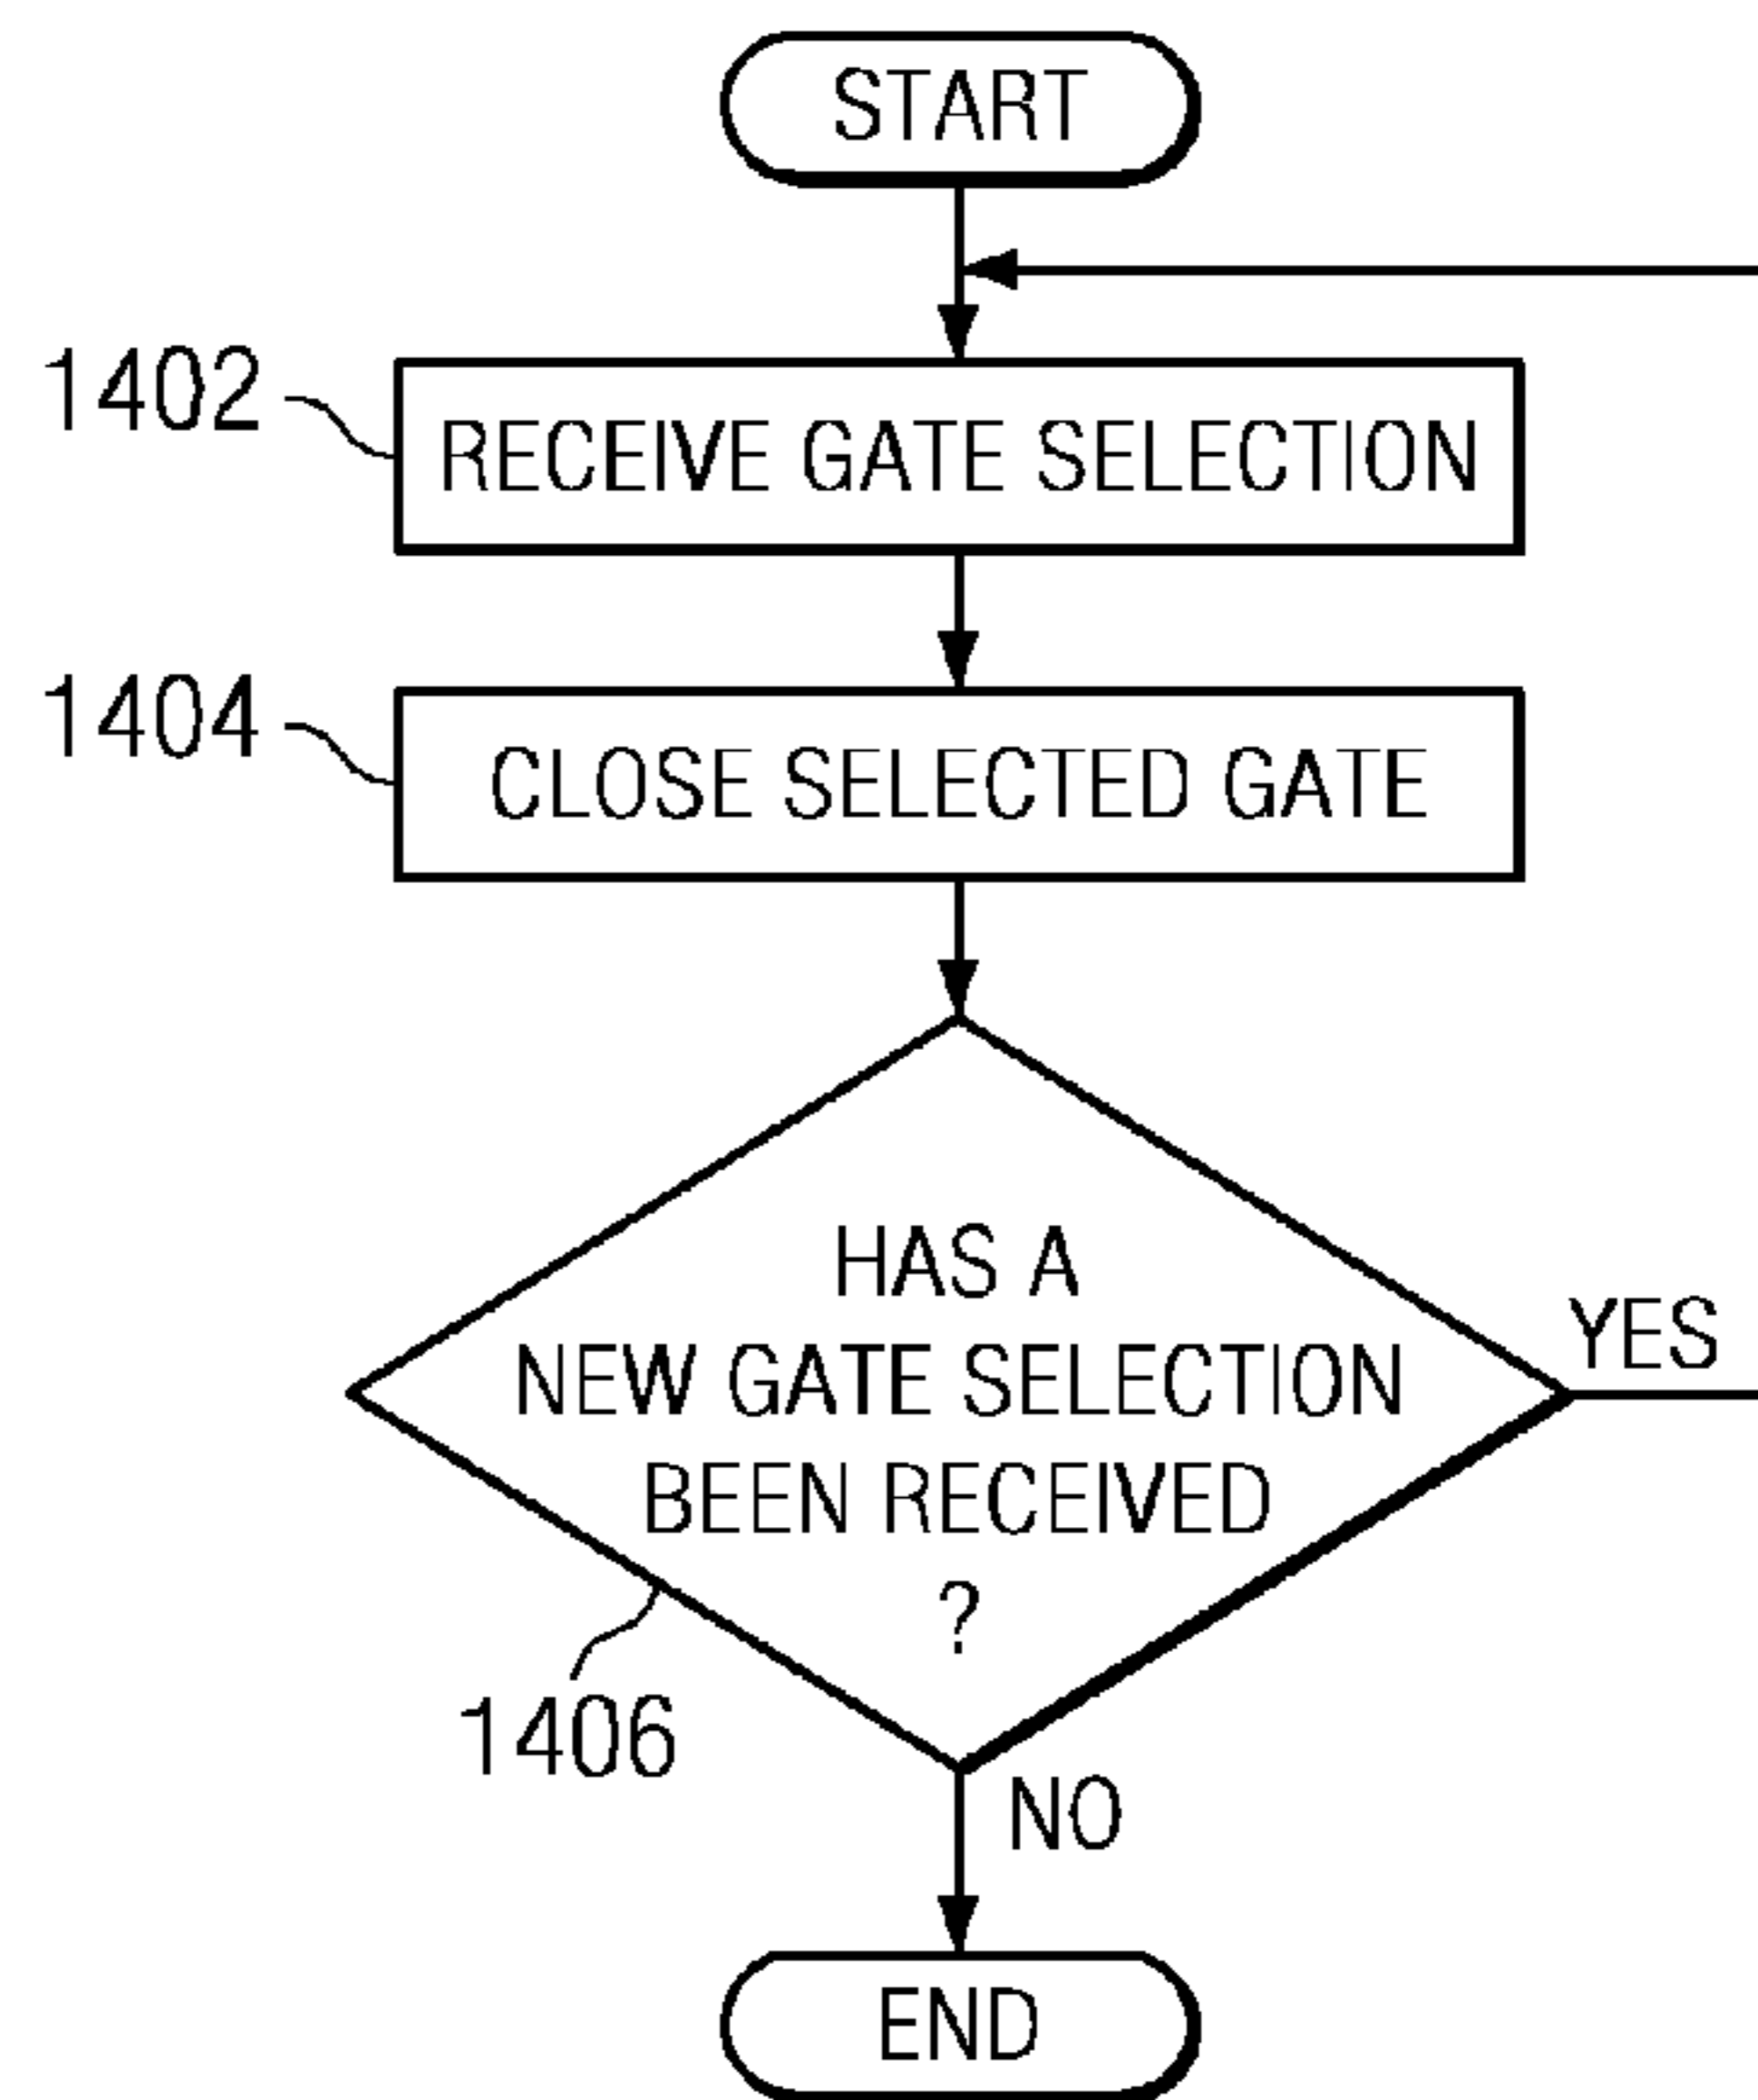 START
1402
RECEIVE GATE SELECTION
1404
CLOSE SELECTED GATE
HAS A
NEW GATE SELECTION
BEEN RECEIVED
?
YES
1406
NO
END